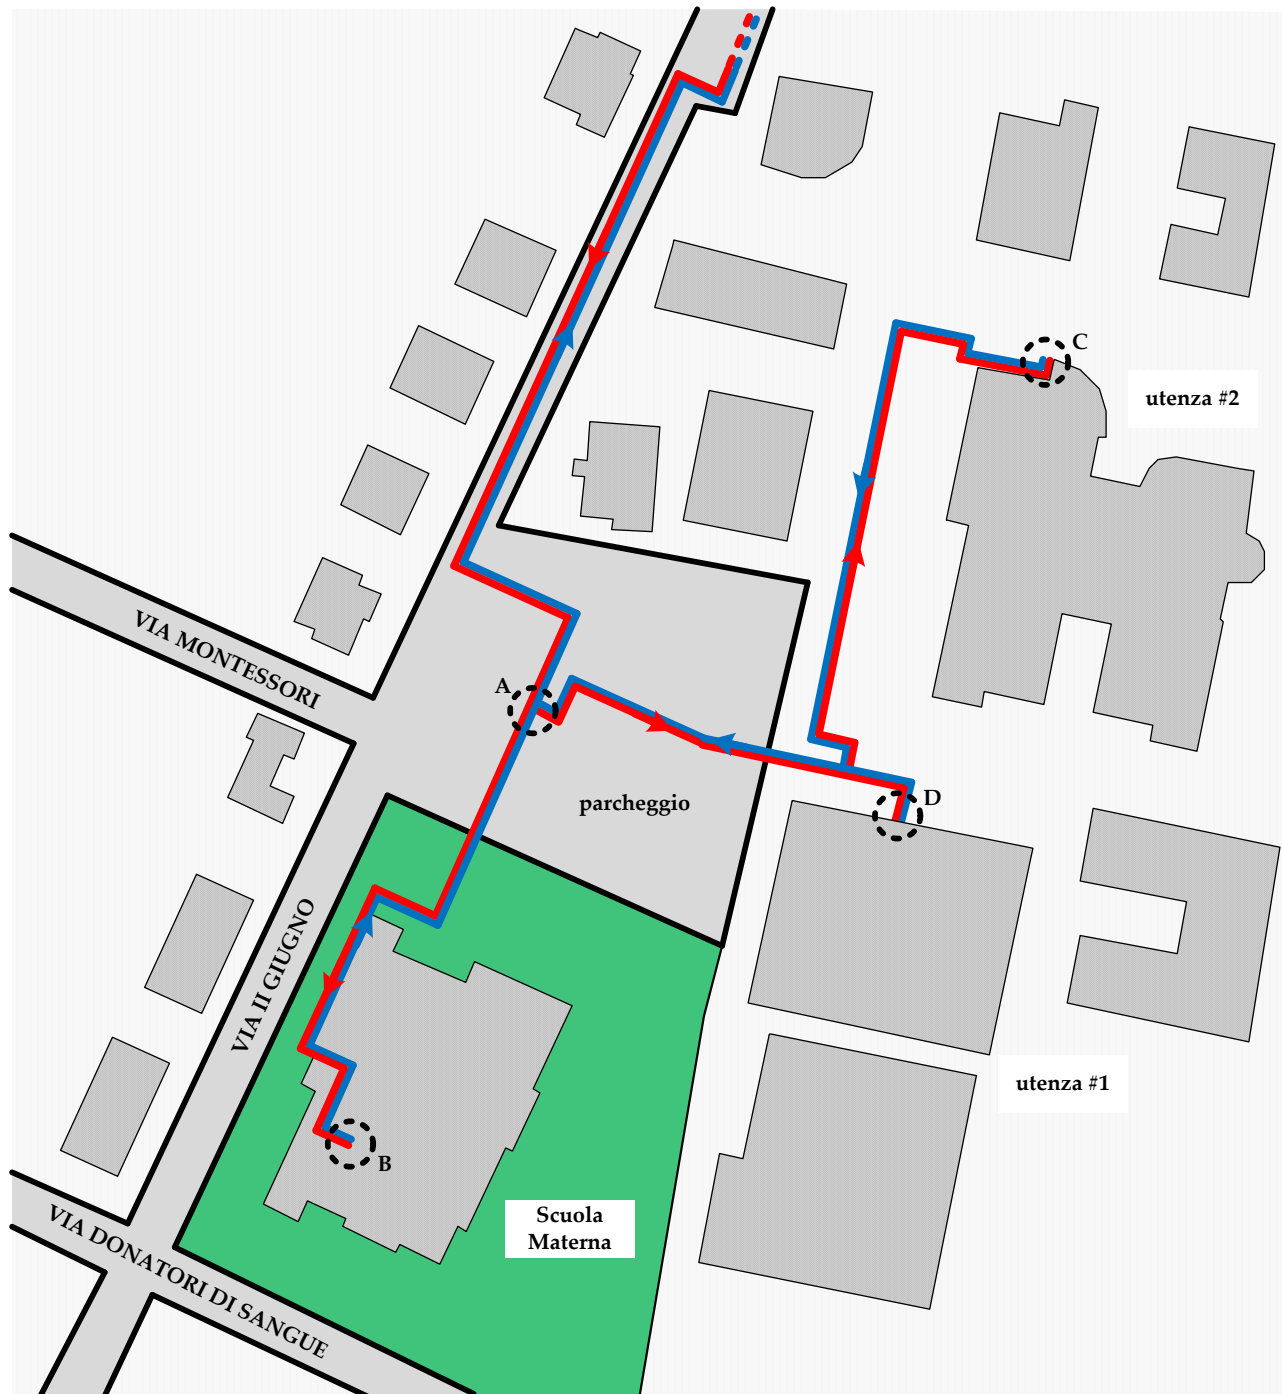 C
utenza #2
VIA MONTESSORI
A
parcheggio
D
VIA II GIUGNO
utenza #1
B
Scuola
Materna
VIA DONATORI DI SANGUE